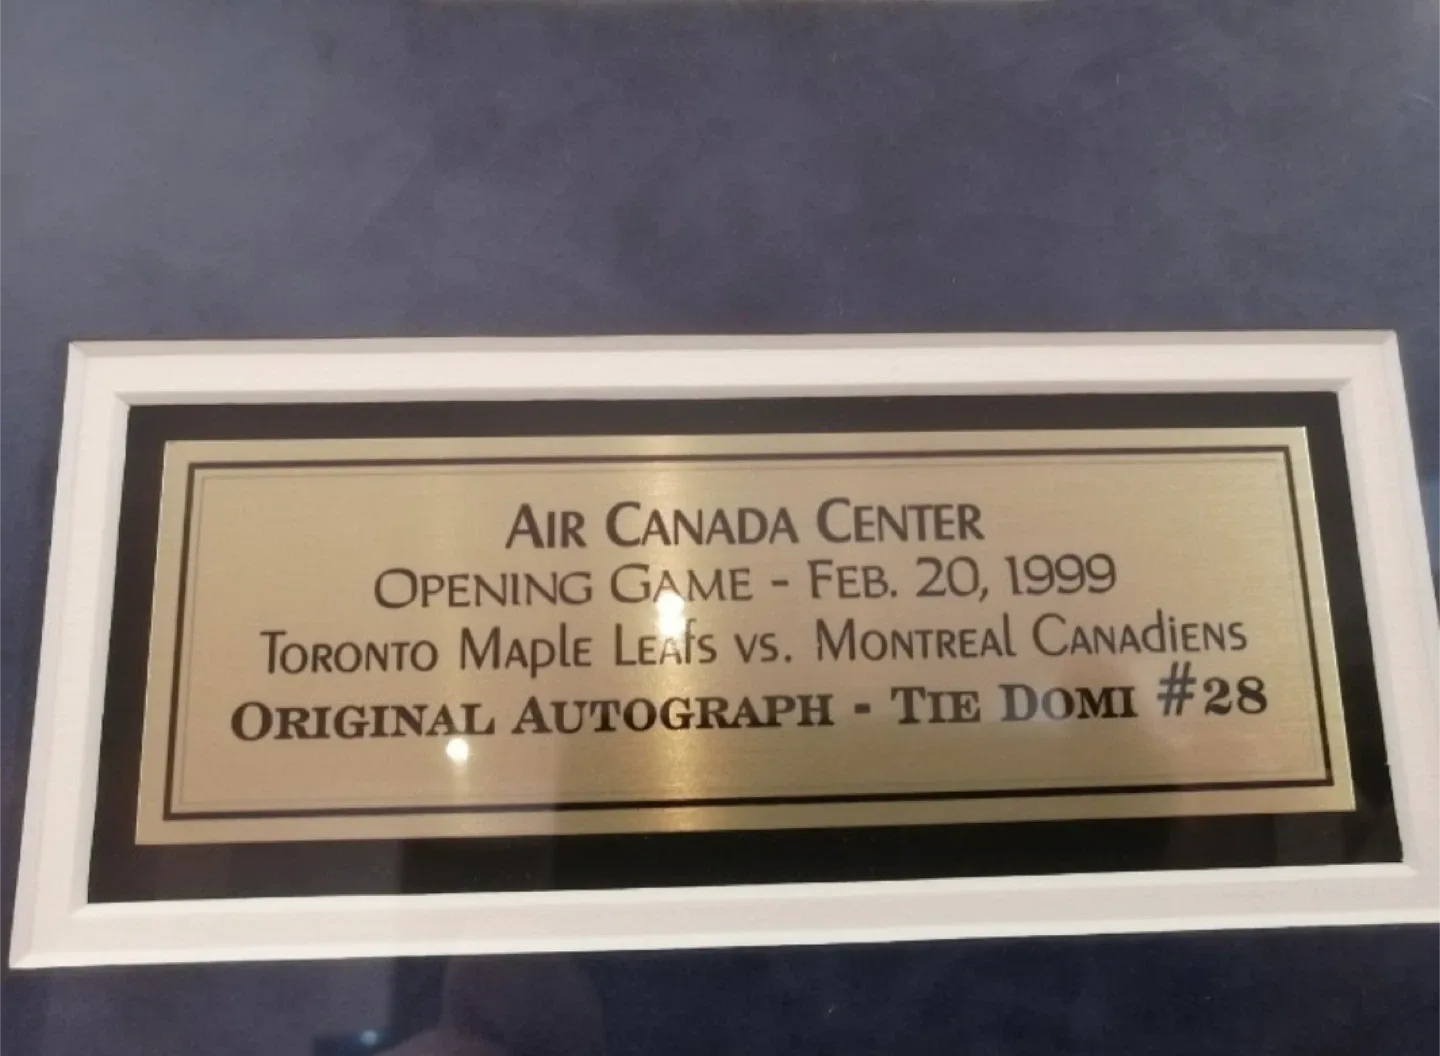 AIR CANADA CENTER
OPENING GAME - FEB. 20, 1999
TORONTO MAPLE LEAFS VS. MONTREAL CANADIENS
ORIGINAL AUTOGRAPH - TIE DOMI #28